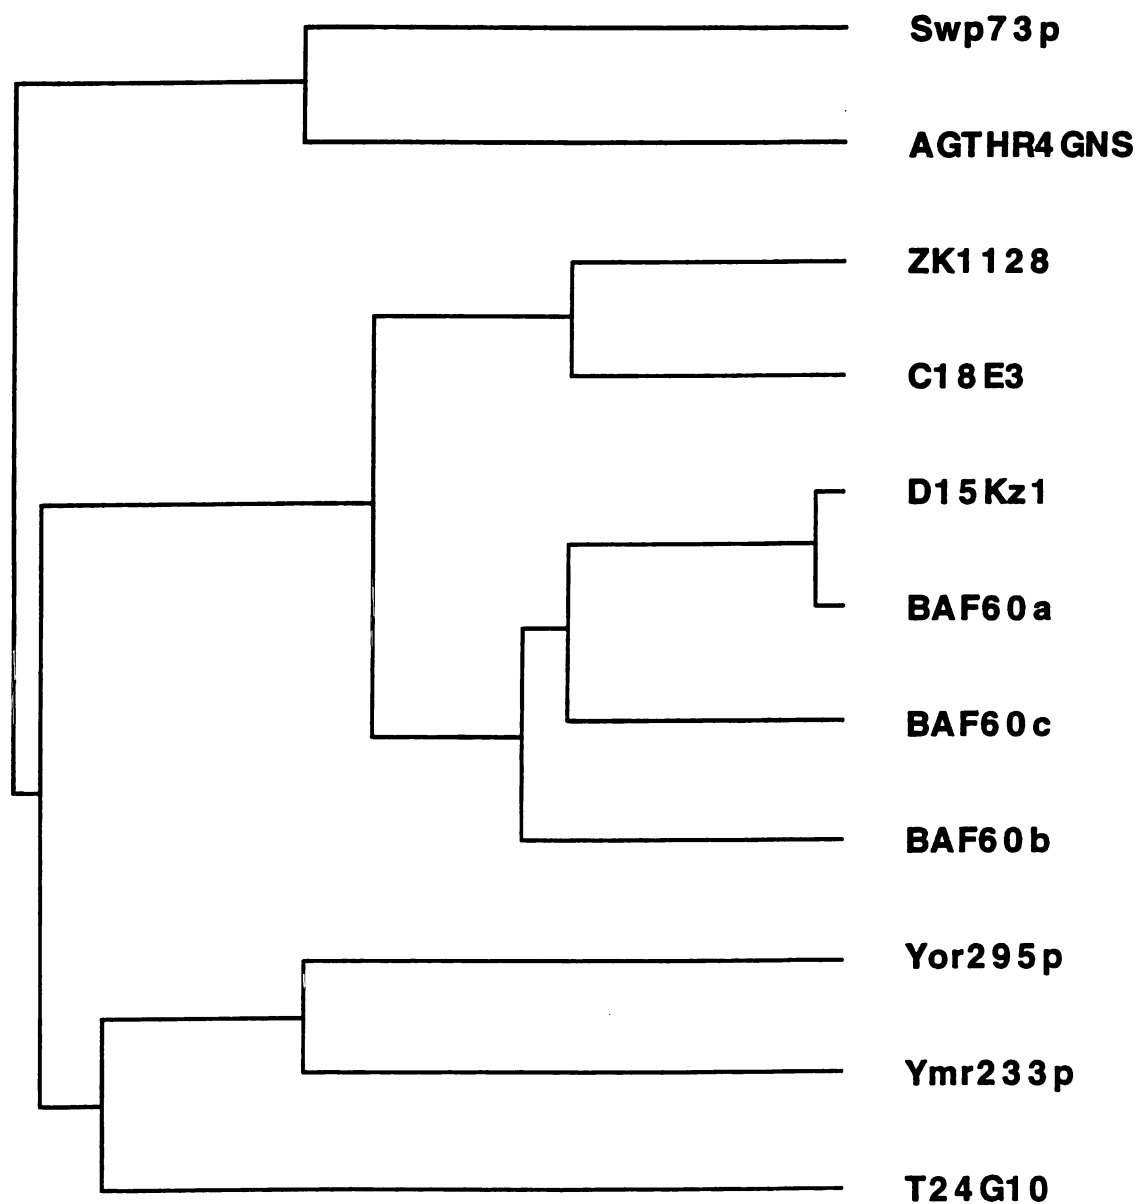 Swp73p
AGTHR4GNS
ZK1128
C18E3
D15Kz1
BAF60a
BAF60c
BAF60b
Yor295p
Ymr233p
T24G10